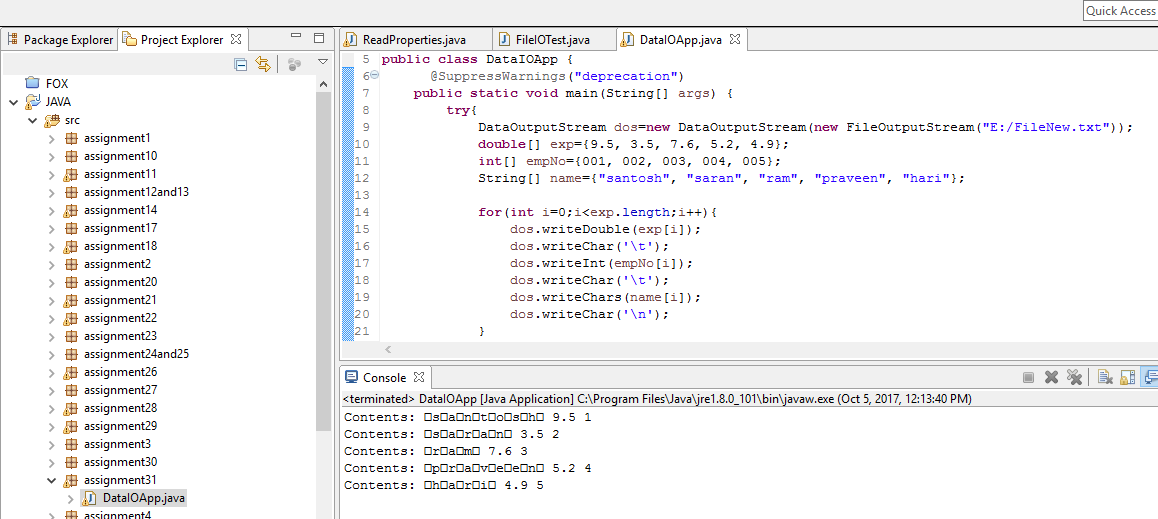 Quick Access
Package Explorer Project Explorer
FOX
JAVA
src
assignment1
assignment10
assignment11
assignment12and13
assignment14
assignment17
assignment18
assignment2
assignment20
assignment21
assignment22
assignment23
assignment24and25
assignment26
assignment27
assignment28
assignment29
assignment3
assignment30
assignment31
DataIOApp.java
assignment4
ReadProperties.java FileIOTest.java DataIOApp.java
5 public class DataIOApp {
6 @SuppressWarnings("deprecation")
7 public static void main(String[] args) {
8 try{
9 DataOutputStream dos=new DataOutputStream(new FileOutputStream("E:/FileNew.txt"));
10 double[] exp={9.5, 3.5, 7.6, 5.2, 4.9};
11 int[] empNo={001, 002, 003, 004, 005};
12 String[] name={"santosh", "saran", "ram", "praveen", "hari"};
13
14 for(int i=0;i<exp.length;i++){
15 dos.writeDouble(exp[i]);
16 dos.writeChar('\t');
17 dos.writeInt(empNo[i]);
18 dos.writeChar('\t');
19 dos.writeChars(name[i]);
20 dos.writeChar('\n');
21 }
Console
<terminated> DataIOApp [Java Application] C:\Program Files\Java\jre1.8.0_101\bin\javaw.exe (Oct 5, 2017, 12:13:40 PM)
Contents: □s□a□n□t□o□s□h□ 9.5 1
Contents: □s□a□r□a□n□ 3.5 2
Contents: □r□a□m□ 7.6 3
Contents: □p□r□a□v□e□e□n□ 5.2 4
Contents: □h□a□r□i□ 4.9 5